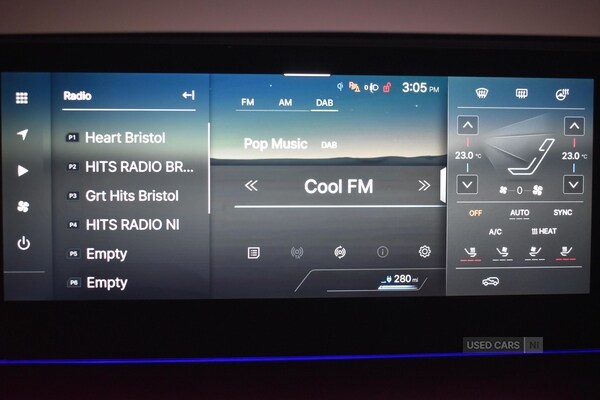 3:05 PM
Radio
FM AM DAB
P1 Heart Bristol
P2 HITS RADIO BR...
P3 Grt Hits Bristol
P4 HITS RADIO NI
P5 Empty
P6 Empty
Pop Music DAB
Cool FM
280 mi
23.0 °C
23.0 °C
0
OFF AUTO SYNC
A/C HEAT
USED CARS NI